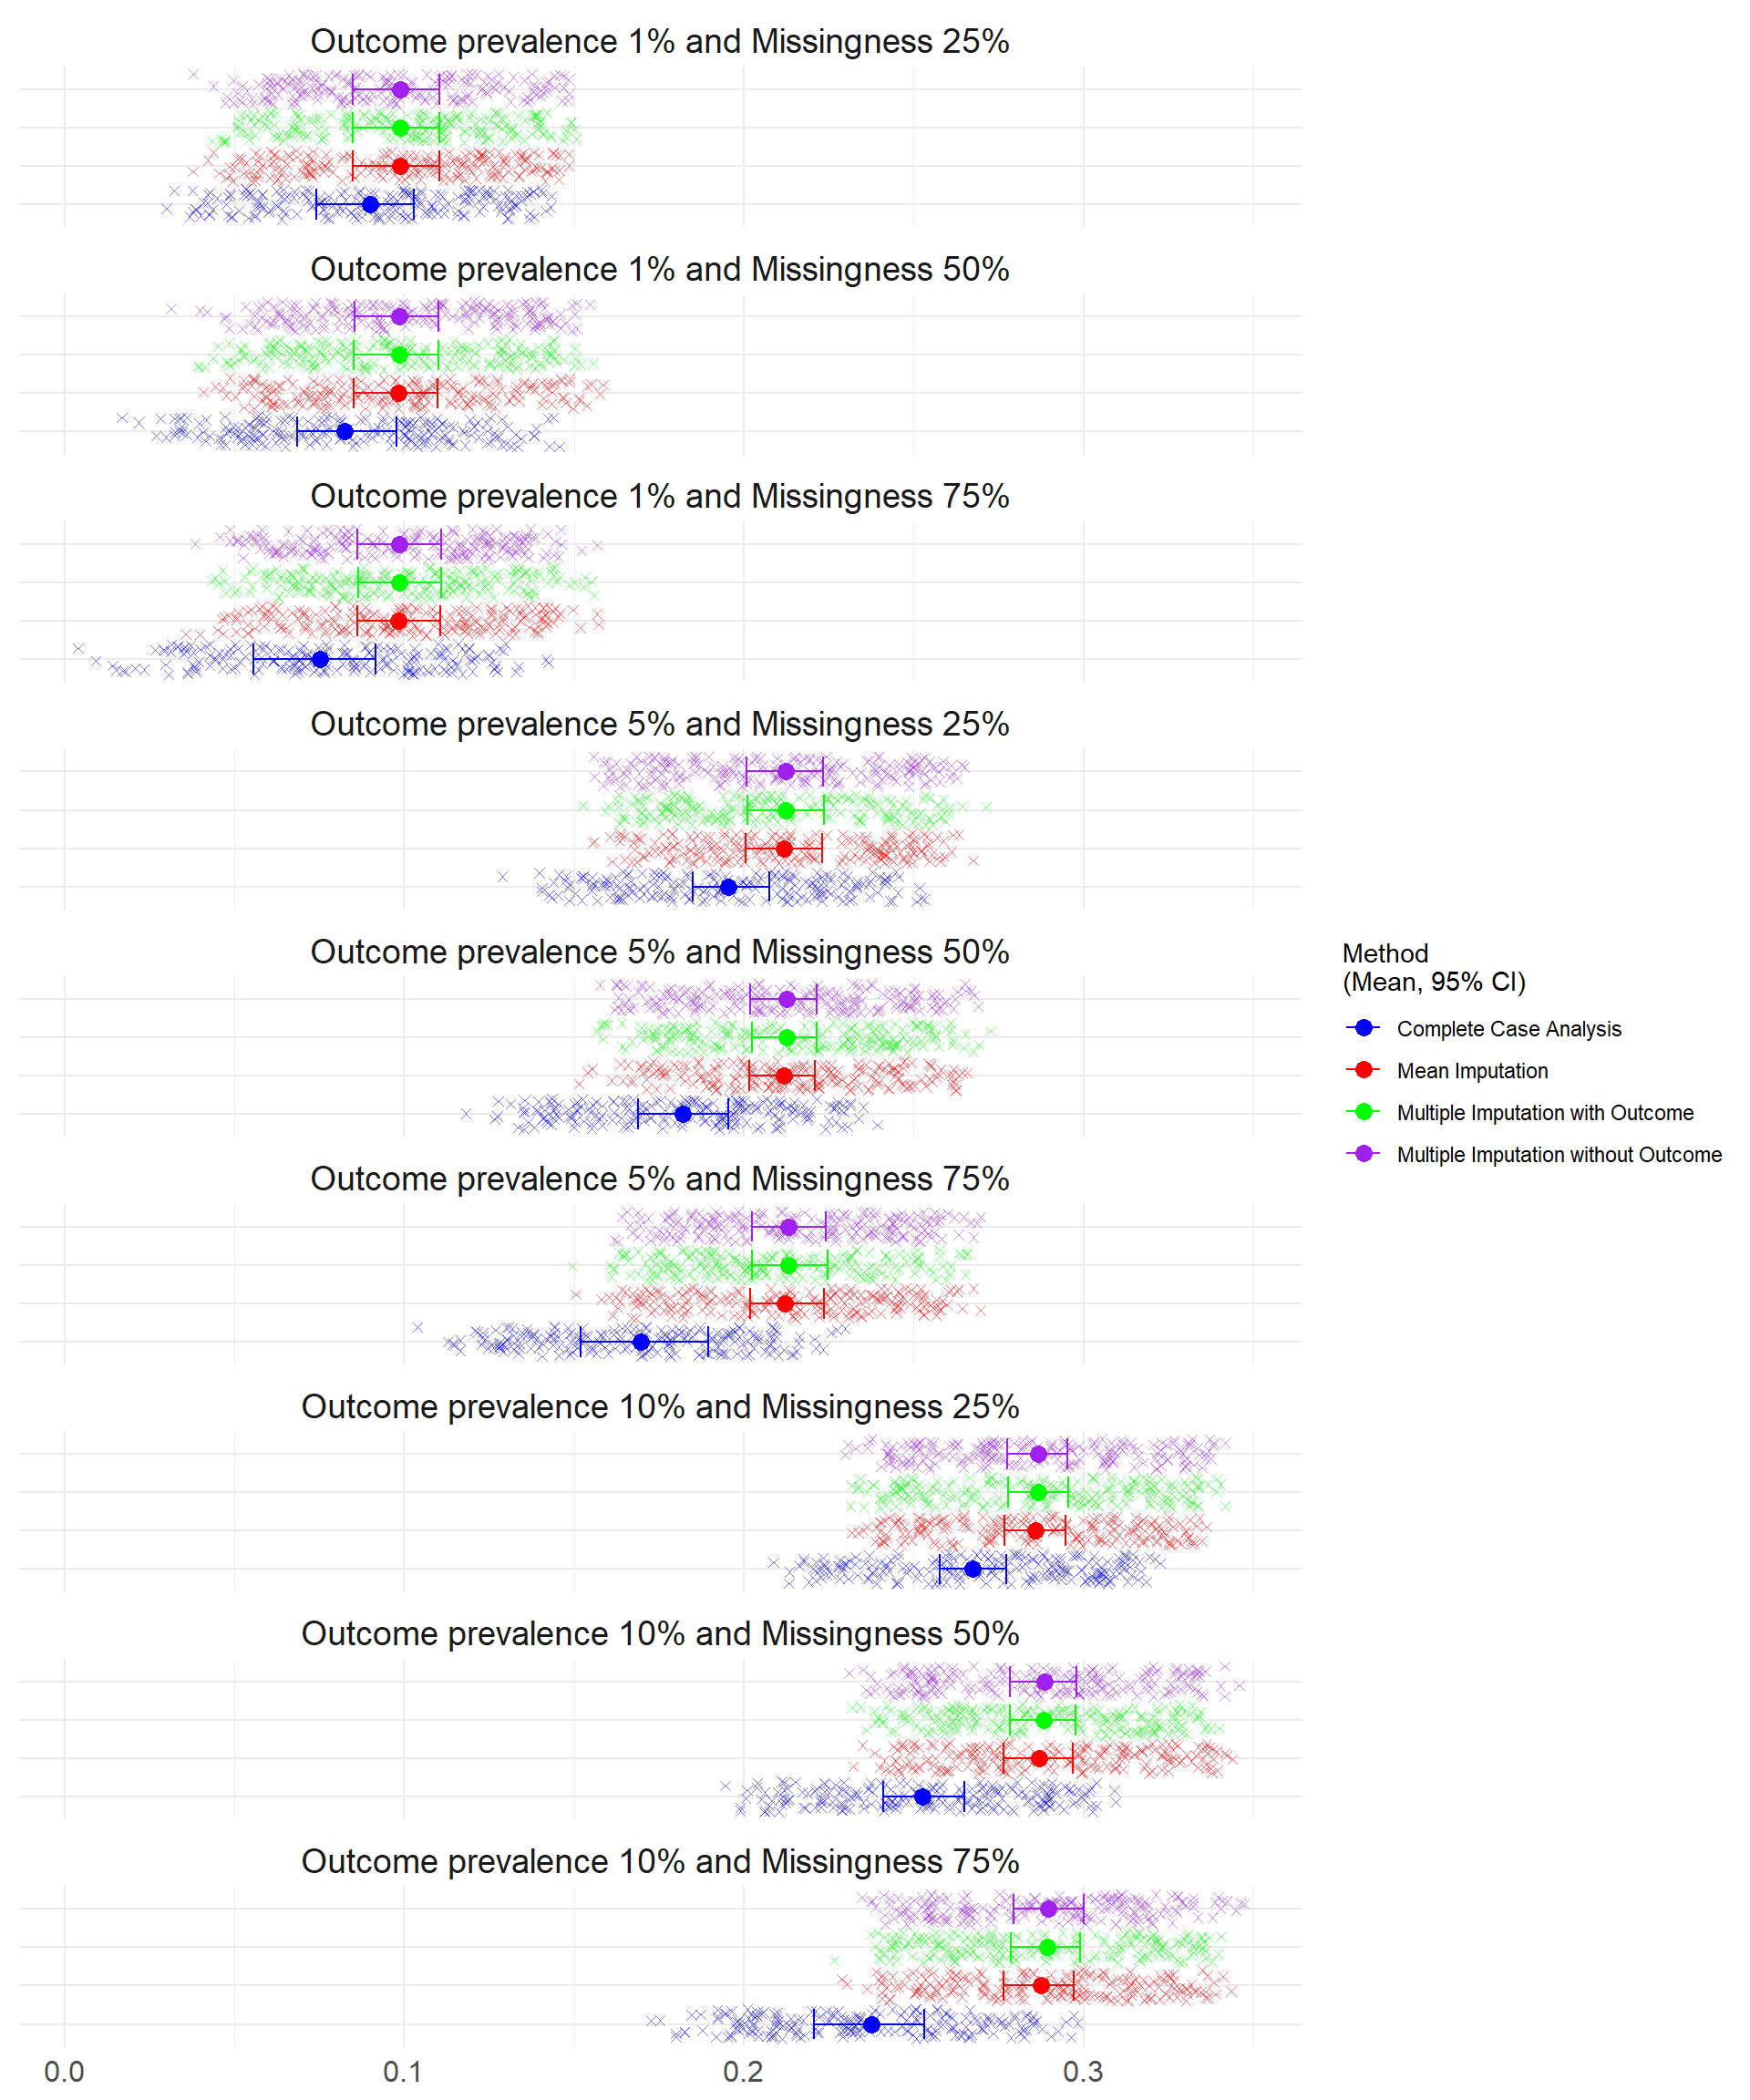 Outcome prevalence 1% and Missingness 25%
Outcome prevalence 1% and Missingness 50%
Outcome prevalence 1% and Missingness 75%
Outcome prevalence 5% and Missingness 25%
Outcome prevalence 5% and Missingness 50%
Outcome prevalence 5% and Missingness 75%
Outcome prevalence 10% and Missingness 25%
Outcome prevalence 10% and Missingness 50%
Outcome prevalence 10% and Missingness 75%
0.0 0.1 0.2 0.3
Method
(Mean, 95% CI)
Complete Case Analysis
Mean Imputation
Multiple Imputation with Outcome
Multiple Imputation without Outcome